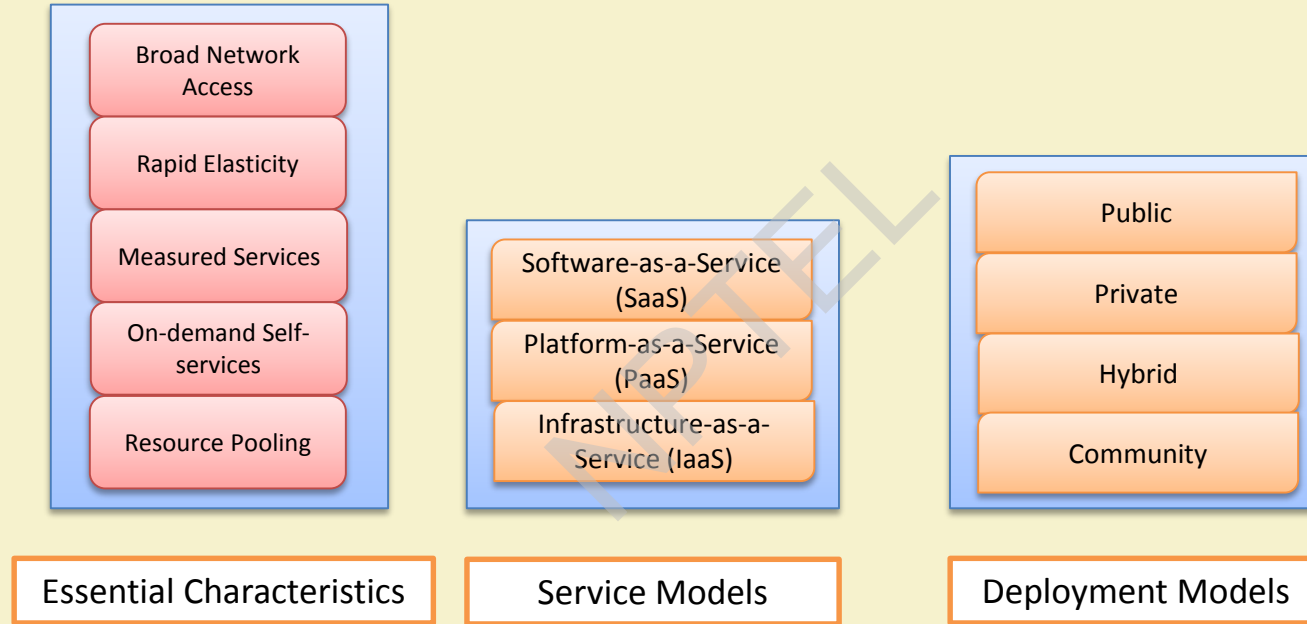 Broad Network
Access
Rapid Elasticity
Measured Services
On-demand Self-
services
Resource Pooling
Essential Characteristics
Software-as-a-Service
(SaaS)
Platform-as-a-Service
(PaaS)
Infrastructure-as-a-
Service (IaaS)
Service Models
Public
Private
Hybrid
Community
Deployment Models
NPTEL